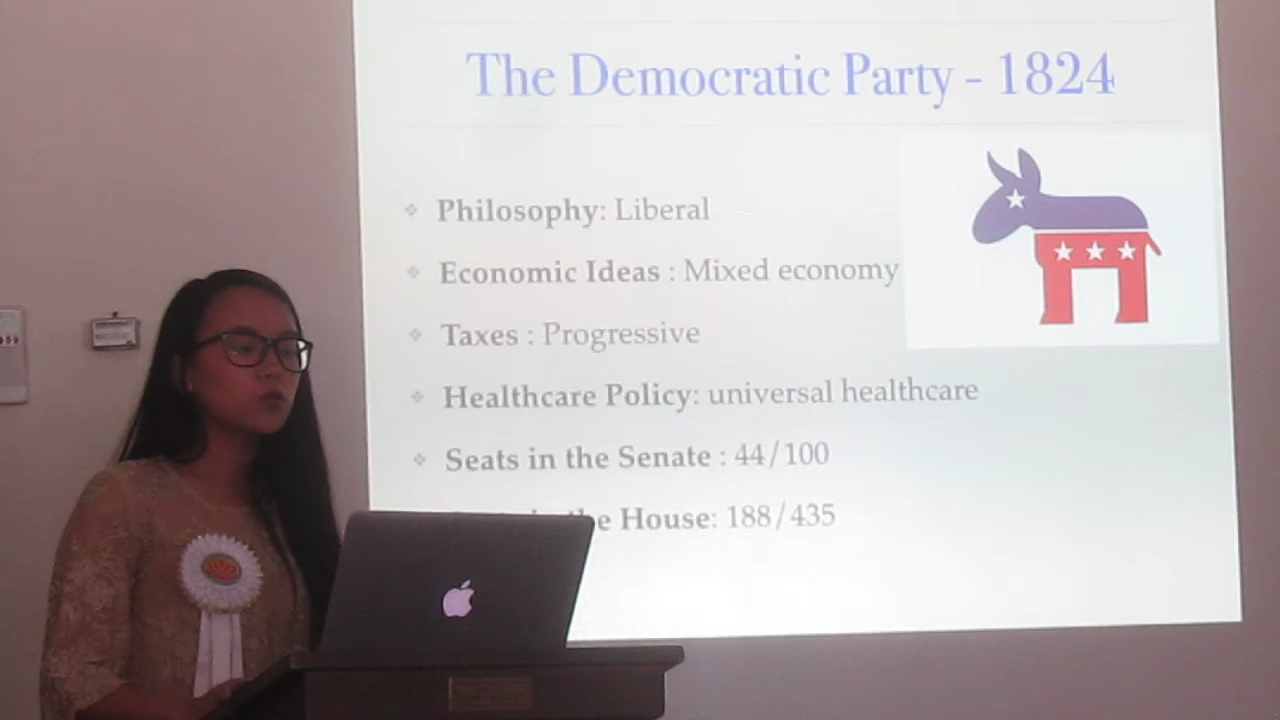 The Democratic Party - 1824
Philosophy: Liberal
Economic Ideas : Mixed economy
Taxes : Progressive
Healthcare Policy: universal healthcare
Seats in the Senate : 44/100
the House: 188/435